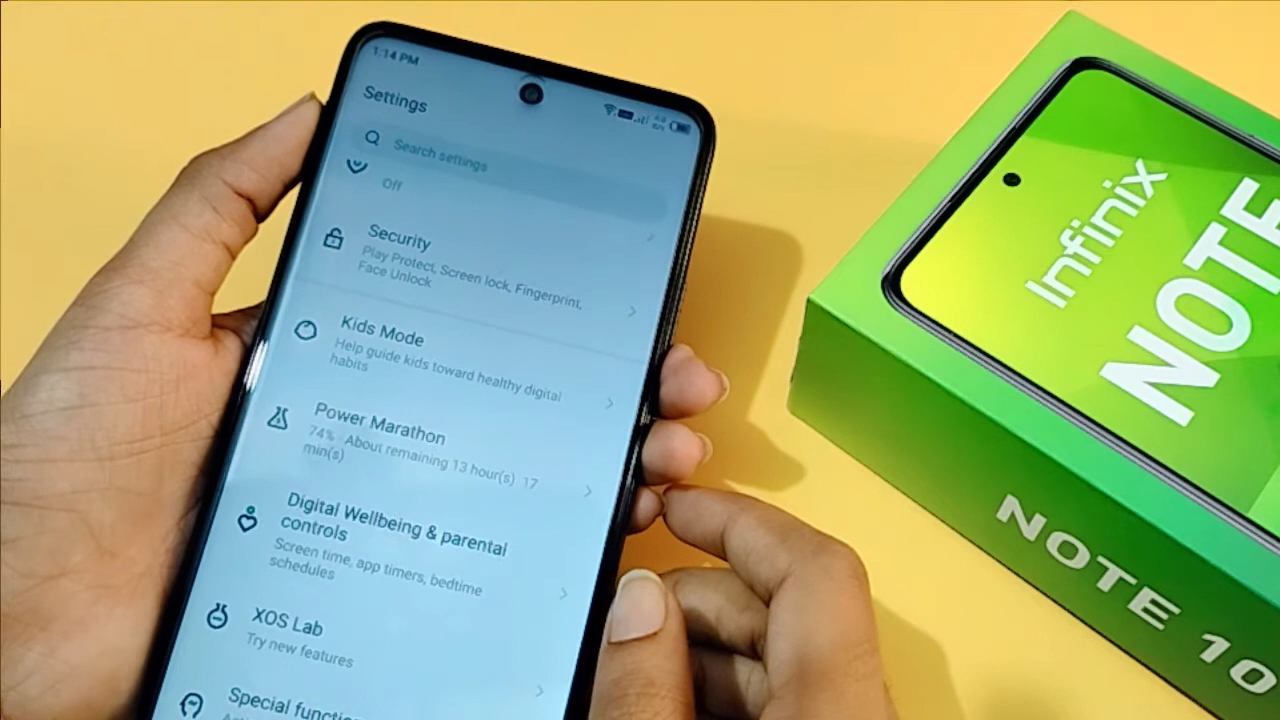 1:14 PM
Settings
Search settings
Off
Security
Play Protect, Screen lock, Fingerprint,
Face Unlock
Kids Mode
Help guide kids toward healthy digital
habits
Power Marathon
74% · About remaining 13 hour(s) 17
min(s)
Digital Wellbeing & parental
controls
Screen time, app timers, bedtime
schedules
XOS Lab
Try new features
Special functio
Infinix
NOTE
NOTE 10